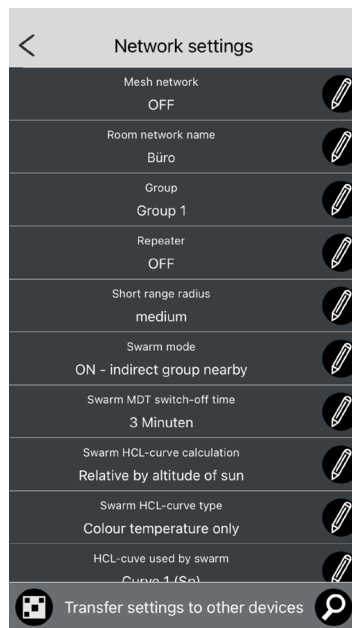 Network settings
Mesh network
OFF
Room network name
Büro
Group
Group 1
Repeater
OFF
Short range radius
medium
Swarm mode
ON - indirect group nearby
Swarm MDT switch-off time
3 Minuten
Swarm HCL-curve calculation
Relative by altitude of sun
Swarm HCL-curve type
Colour temperature only
HCL-cuve used by swarm
Curve 1 (Sp)
Transfer settings to other devices